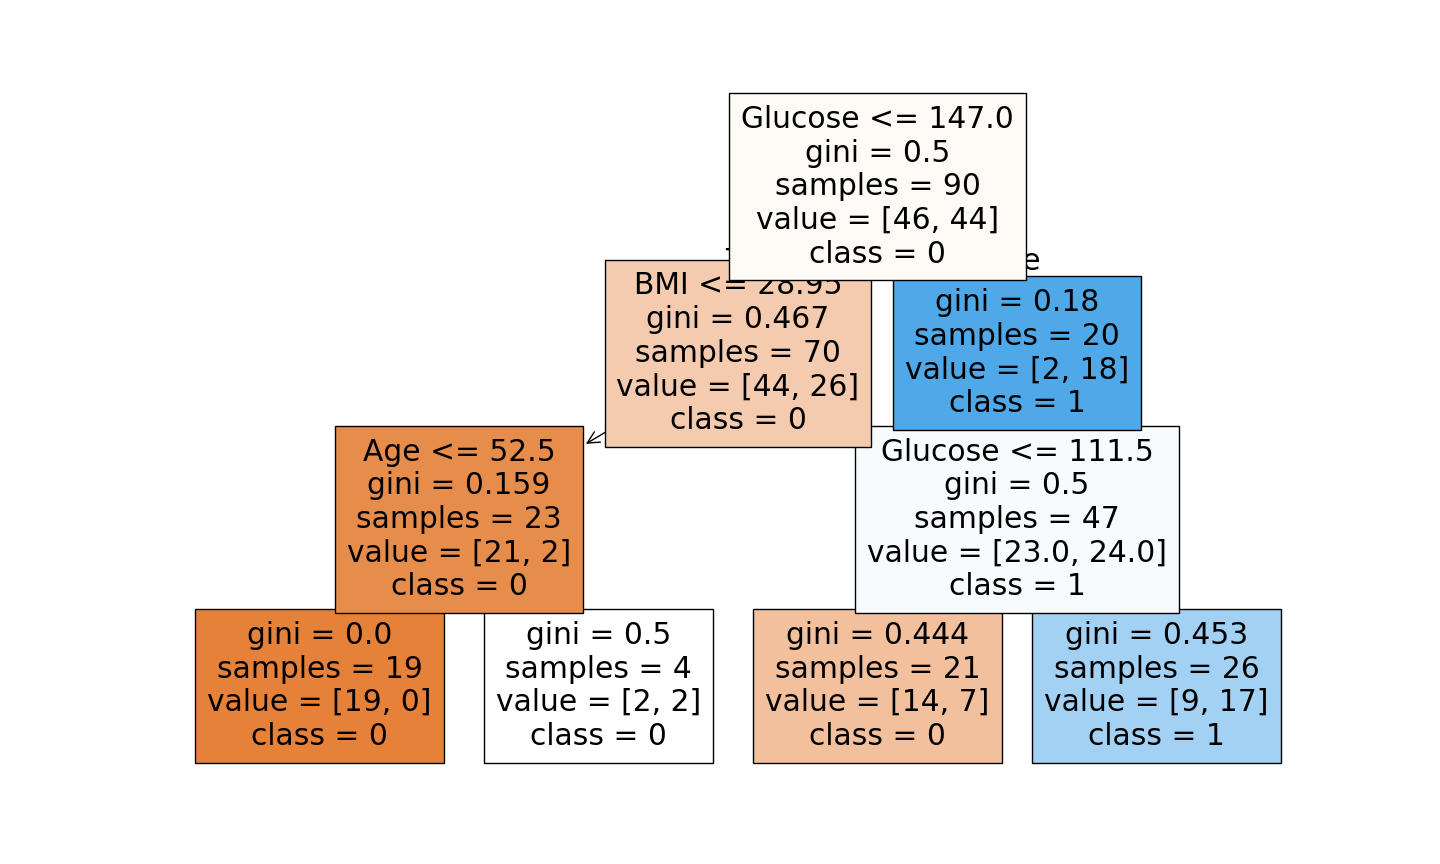 Glucose <= 147.0
gini = 0.5
samples = 90
value = [46, 44]
class = 0
BMI <= 28.95
gini = 0.467
samples = 70
value = [44, 26]
class = 0
gini = 0.18
samples = 20
value = [2, 18]
class = 1
Age <= 52.5
gini = 0.159
samples = 23
value = [21, 2]
class = 0
Glucose <= 111.5
gini = 0.5
samples = 47
value = [23.0, 24.0]
class = 1
gini = 0.0
samples = 19
value = [19, 0]
class = 0
gini = 0.5
samples = 4
value = [2, 2]
class = 0
gini = 0.444
samples = 21
value = [14, 7]
class = 0
gini = 0.453
samples = 26
value = [9, 17]
class = 1